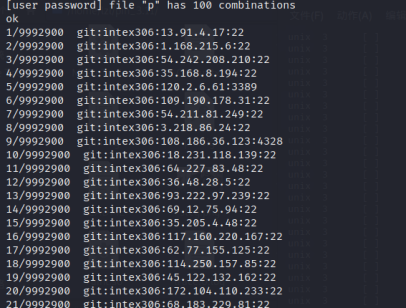 [user password] file "p" has 100 combinations
ok
1/9992900  git:intex306:13.91.4.17:22
2/9992900  git:intex306:1.168.215.6:22
3/9992900  git:intex306:54.242.208.210:22
4/9992900  git:intex306:35.168.8.194:22
5/9992900  git:intex306:120.2.6.61:3389
6/9992900  git:intex306:109.190.178.31:22
7/9992900  git:intex306:54.211.81.249:22
8/9992900  git:intex306:3.218.86.24:22
9/9992900  git:intex306:108.186.36.123:4328
10/9992900  git:intex306:18.231.118.139:22
11/9992900  git:intex306:64.227.83.48:22
12/9992900  git:intex306:36.48.28.5:22
13/9992900  git:intex306:93.222.97.239:22
14/9992900  git:intex306:69.12.75.94:22
15/9992900  git:intex306:35.205.4.48:22
16/9992900  git:intex306:117.160.220.167:22
17/9992900  git:intex306:62.77.155.125:22
18/9992900  git:intex306:114.250.157.85:22
19/9992900  git:intex306:45.122.132.162:22
20/9992900  git:intex306:172.104.110.233:22
21/9992900  git:intex306:68.183.229.81:22